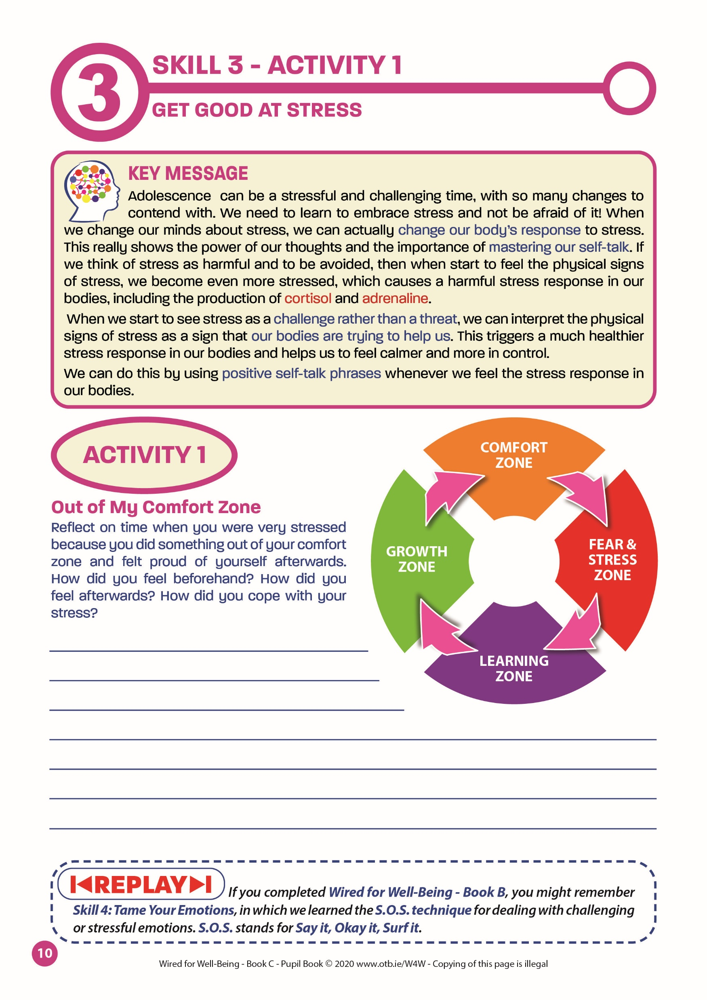 3
SKILL 3 - ACTIVITY 1
GET GOOD AT STRESS
KEY MESSAGE
Adolescence can be a stressful and challenging time, with so many changes to
contend with. We need to learn to embrace stress and not be afraid of it! When
we change our minds about stress, we can actually change our body's response to stress.
This really shows the power of our thoughts and the importance of mastering our self-talk. If
we think of stress as harmful and to be avoided, then when start to feel the physical signs
of stress, we become even more stressed, which causes a harmful stress response in our
bodies, including the production of cortisol and adrenaline.
When we start to see stress as a challenge rather than a threat, we can interpret the physical
signs of stress as a sign that our bodies are trying to help us. This triggers a much healthier
stress response in our bodies and helps us to feel calmer and more in control.
We can do this by using positive self-talk phrases whenever we feel the stress response in
our bodies.
ACTIVITY 1
Out of My Comfort Zone
Reflect on time when you were very stressed
because you did something out of your comfort
zone and felt proud of yourself afterwards.
How did you feel beforehand? How did you
feel afterwards? How did you cope with your
stress?
COMFORT
ZONE
FEAR &
STRESS
ZONE
LEARNING
ZONE
GROWTH
ZONE
REPLAY
If you completed Wired for Well-Being - Book B, you might remember
Skill 4: Tame Your Emotions, in which we learned the S.O.S. technique for dealing with challenging
or stressful emotions. S.O.S. stands for Say it, Okay it, Surf it.
10
Wired for Well-Being - Book C - Pupil Book © 2020 www.otb.ie/W4W - Copying of this page is illegal